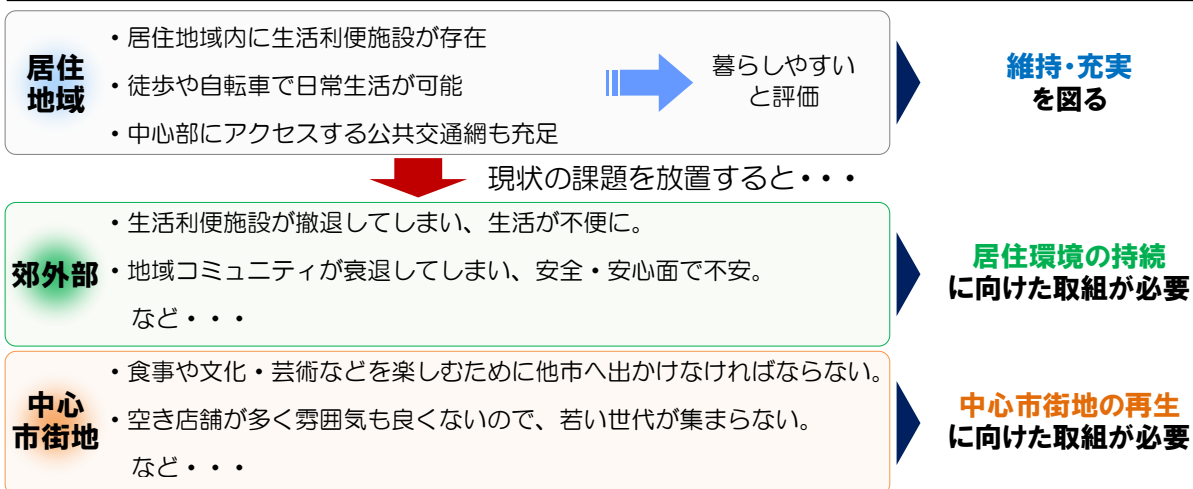 居住
地域
・居住地域内に生活利便施設が存在
・徒歩や自転車で日常生活が可能
・中心部にアクセスする公共交通網も充足
暮らしやすい
と評価
維持・充実
を図る
現状の課題を放置すると・・・
郊外部
・生活利便施設が撤退してしまい、生活が不便に。
・地域コミュニティが衰退してしまい、安全・安心面で不安。
など・・・
居住環境の持続
に向けた取組が必要
中心
市街地
・食事や文化・芸術などを楽しむために他市へ出かけなければならない。
・空き店舗が多く雰囲気も良くないので、若い世代が集まらない。
など・・・
中心市街地の再生
に向けた取組が必要